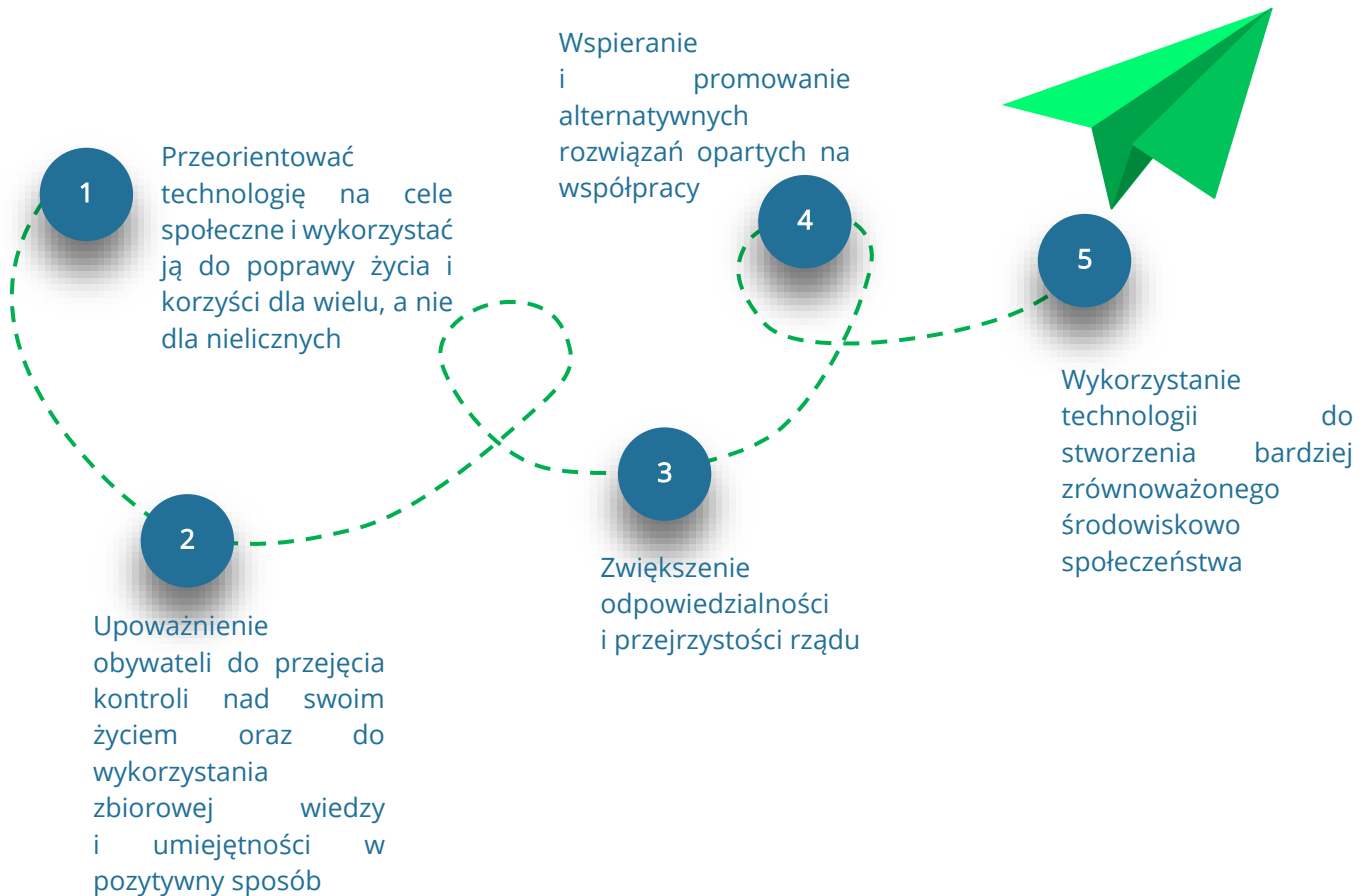 1
Przeorientować
technologię na cele
społeczne i wykorzystać
ją do poprawy życia i
korzyści dla wielu, a nie
dla nielicznych
2
Upoważnienie
obywateli do przejęcia
kontroli nad swoim
życiem oraz do
wykorzystania
zbiorowej wiedzy
i umiejętności w
pozytywny sposób
3
Zwiększenie
odpowiedzialności
i przejrzystości rządu
4
Wspieranie
i promowanie
alternatywnych
rozwiązań opartych na
współpracy
5
Wykorzystanie
technologii do
stworzenia bardziej
zrównoważonego
środowiskowo
społeczeństwa